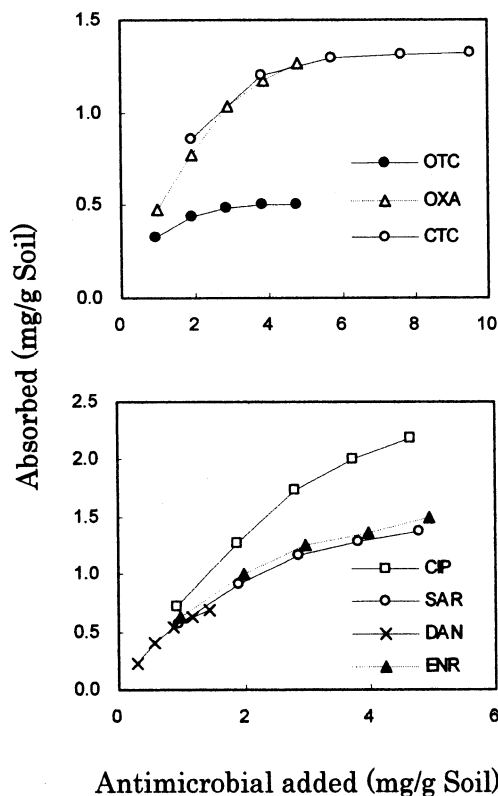 Absorbed (mg/g Soil)
1.5
1.0
0.5
0.0
OTC
OXA
CTC
0 2 4 6 8 10
2.5
2.0
1.5
1.0
0.5
0.0
CIP
SAR
DAN
ENR
0 2 4 6
Antimicrobial added (mg/g Soil)